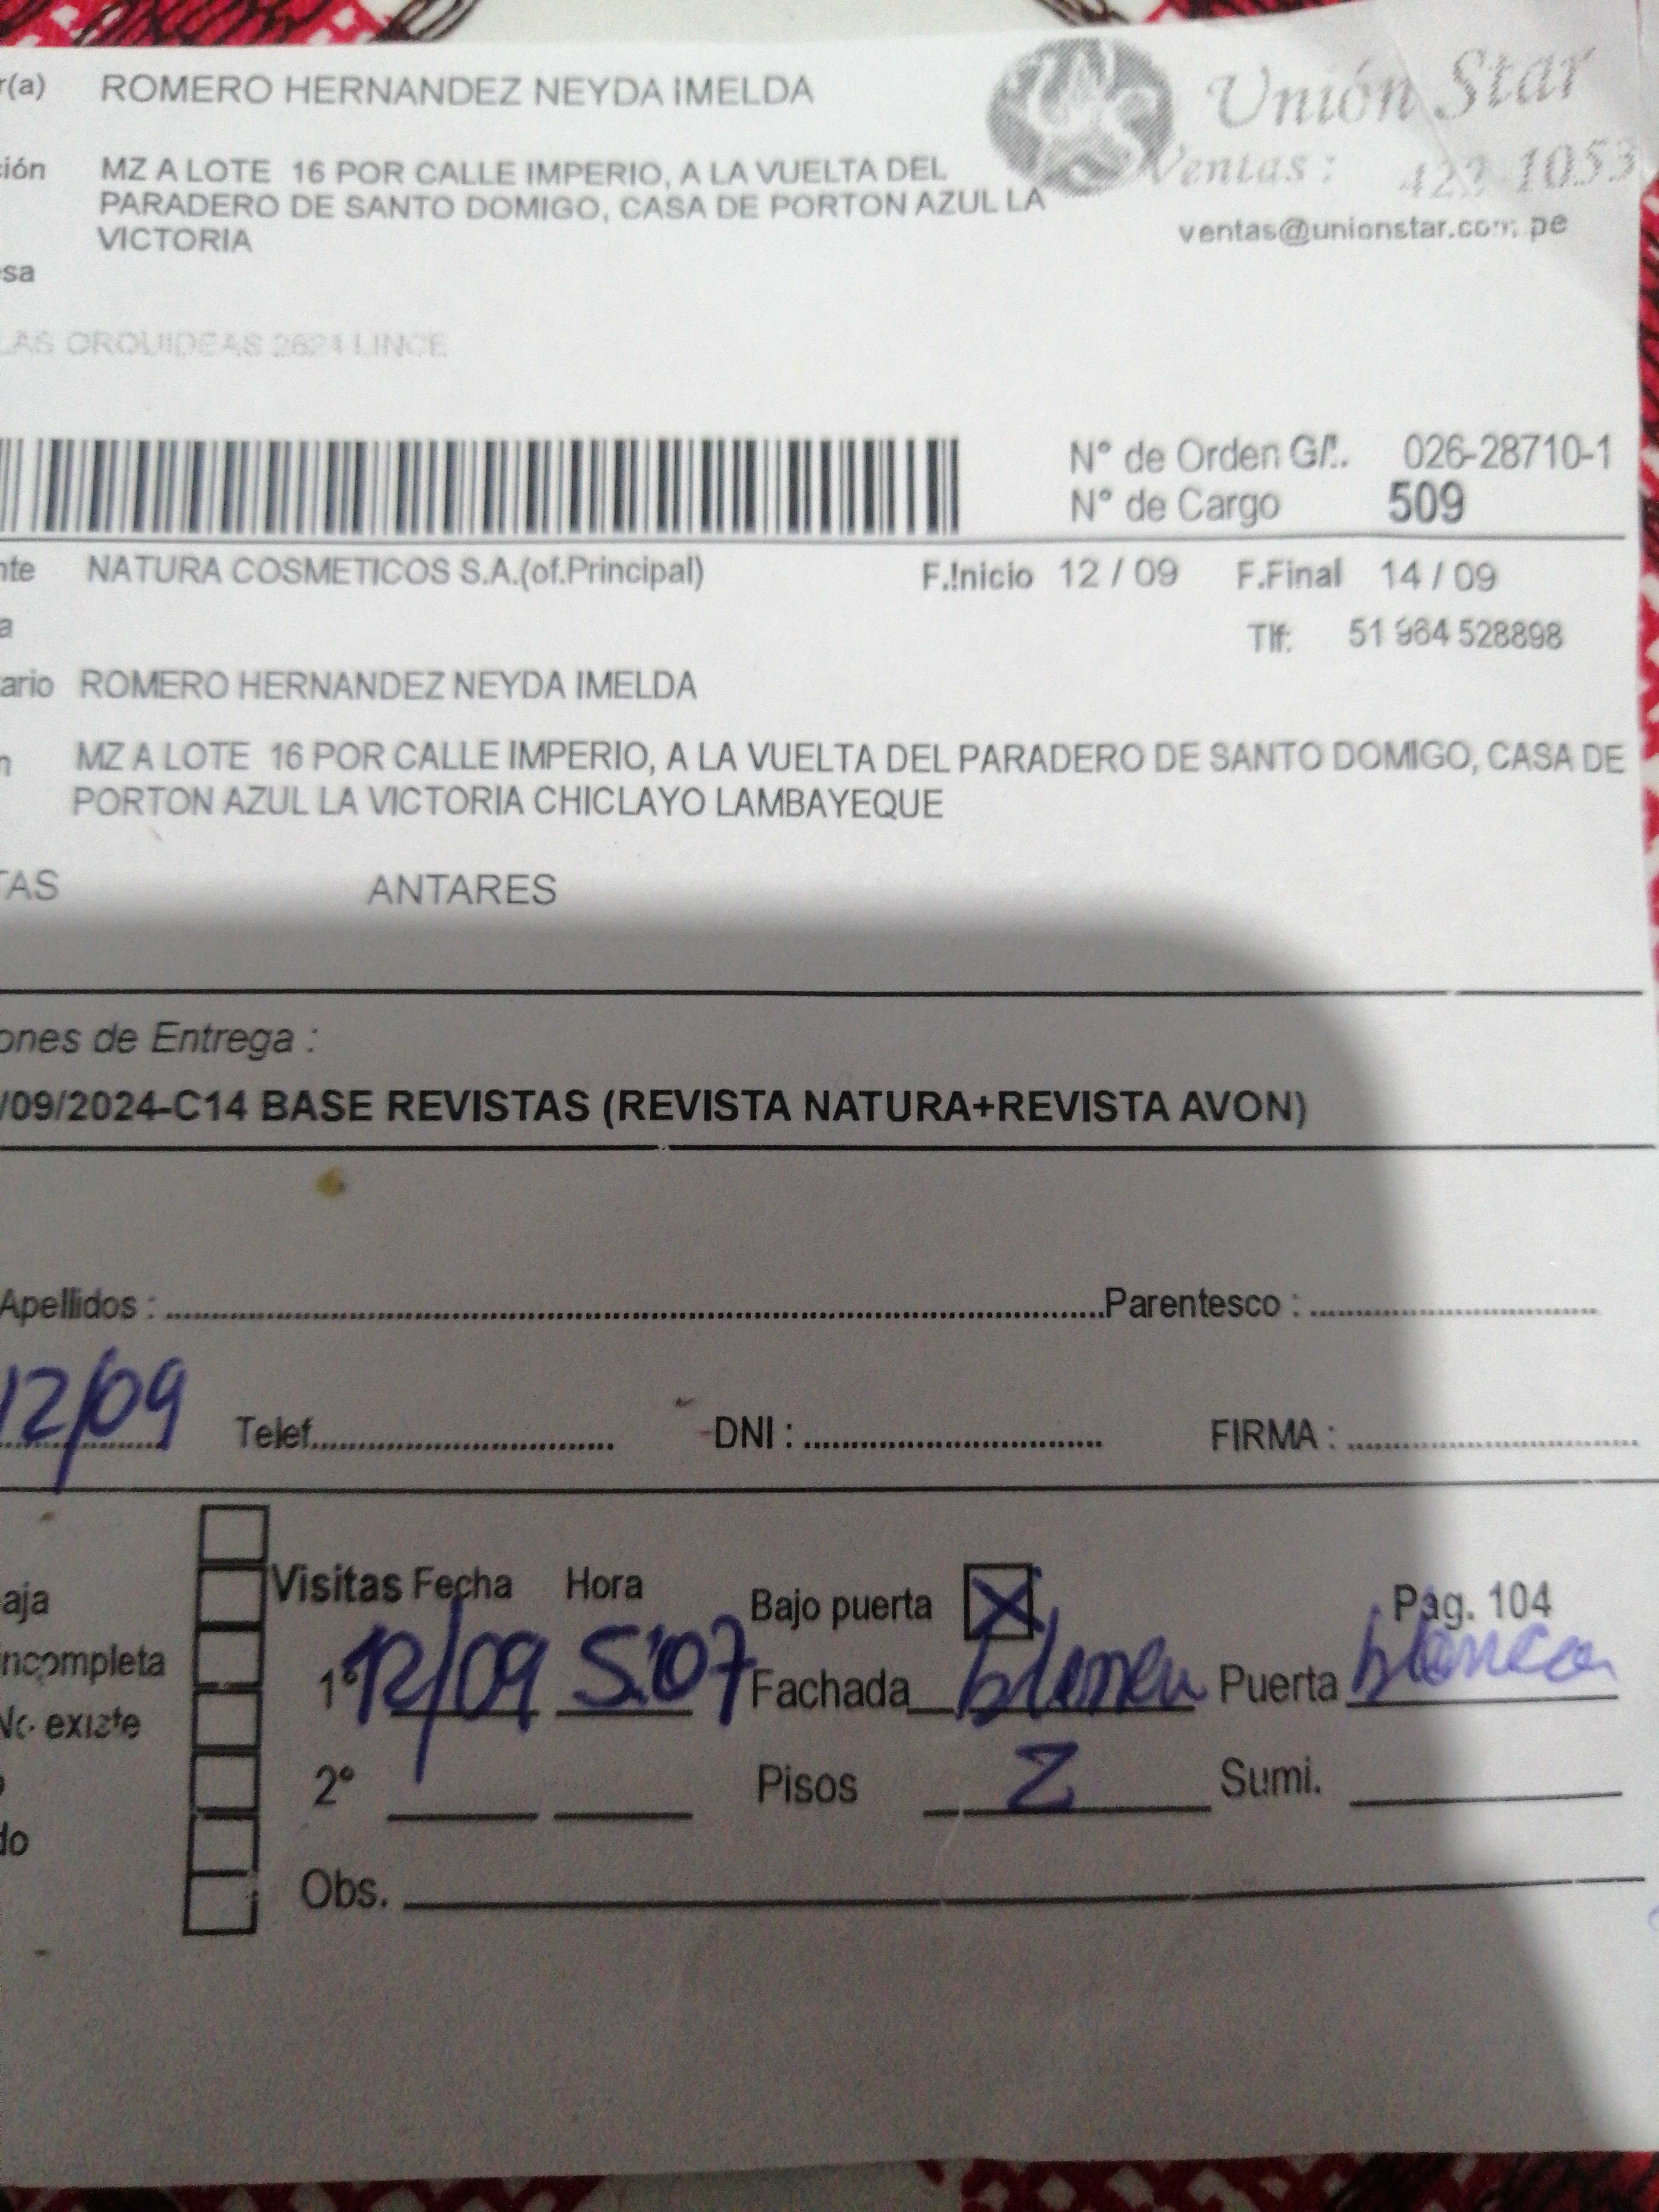 r(a) ROMERO HERNANDEZ NEYDA IMELDA
Unión Star
ción MZ A LOTE 16 POR CALLE IMPERIO, A LA VUELTA DEL
Ventas: 422-1053
PARADERO DE SANTO DOMIGO, CASA DE PORTON AZUL LA
ventas@unionstar.com.pe
VICTORIA
esa
LAS ORQUIDEAS 2624 LINCE
N° de Orden G/. 026-28710-1
N° de Cargo 509
nte NATURA COSMETICOS S.A.(of.Principal) F.Inicio 12 / 09 F.Final 14 / 09
a Tlf: 51 964 528898
ario ROMERO HERNANDEZ NEYDA IMELDA
n MZ A LOTE 16 POR CALLE IMPERIO, A LA VUELTA DEL PARADERO DE SANTO DOMIGO, CASA DE
PORTON AZUL LA VICTORIA CHICLAYO LAMBAYEQUE
TAS ANTARES
ones de Entrega :
/09/2024-C14 BASE REVISTAS (REVISTA NATURA+REVISTA AVON)
Apellidos : Parentesco :
12/09 Telef. DNI : FIRMA :
Visitas Fecha Hora Bajo puerta X Pag. 104
aja
incompleta
1° 12/09 5:07 Fachada blanca Puerta blanca
No existe
2° Pisos 2 Sumi.
do
Obs.